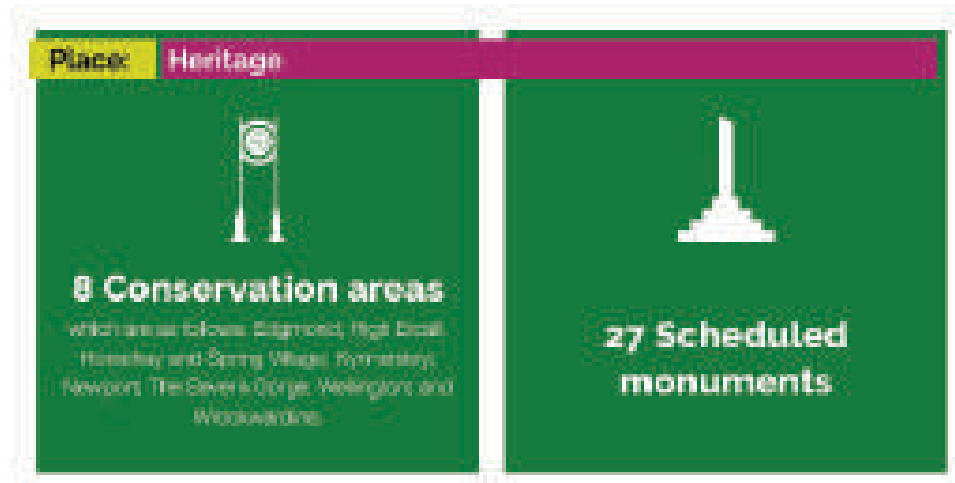 Place: Heritage
8 Conservation areas
which are as follows: Edgmond, High Ercall,
Horsehay and Spring Village, Kynnersley,
Newport, The Severn Gorge, Wellington and
Wrockwardine.
27 Scheduled
monuments